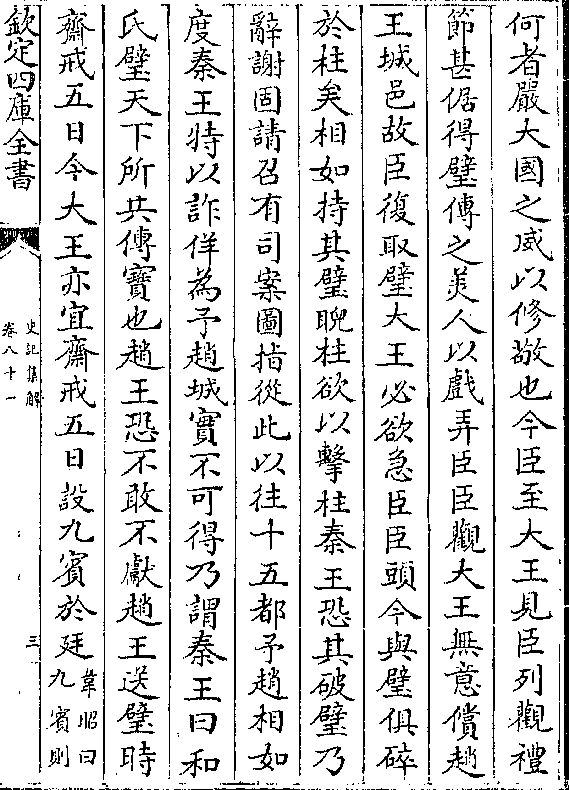 何者嚴大國之威以修敬也今臣至大王見臣列觀禮
節甚倨得璧傳之美人以戲弄臣臣觀大王無意償趙
王城邑故臣復取璧大王必欲急臣臣頭今與璧俱碎
於柱矣相如持其璧睨柱欲以擊柱秦王恐其破璧乃
辭謝固請召有司案圖指從此以往十五都予趙相如
度秦王特以詐佯為予趙城實不可得乃謂秦王曰和
氏璧天下所共傳寶也趙王恐不敢不獻趙王送璧時
齋戒五日今大王亦宜齋戒五日設九賓於廷韋昭曰
九賓則
欽定四庫全書
史記集解
卷八十一
三